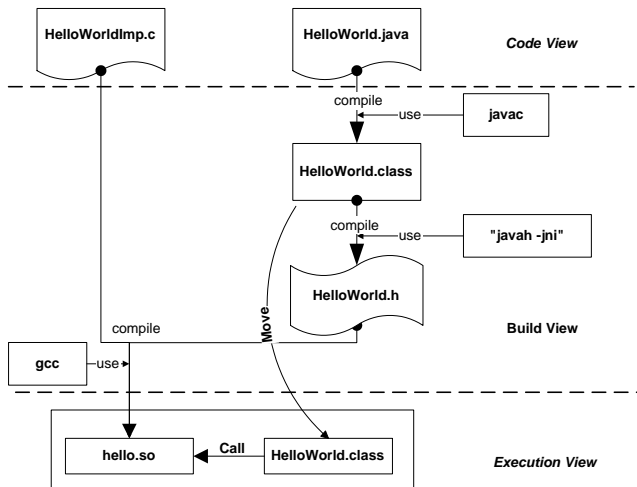 HelloWorldImp.c
HelloWorld.java
Code View
compile
use
javac
HelloWorld.class
compile
use
"javah -jni"
HelloWorld.h
Move
compile
Build View
gcc
use
hello.so
Call
HelloWorld.class
Execution View